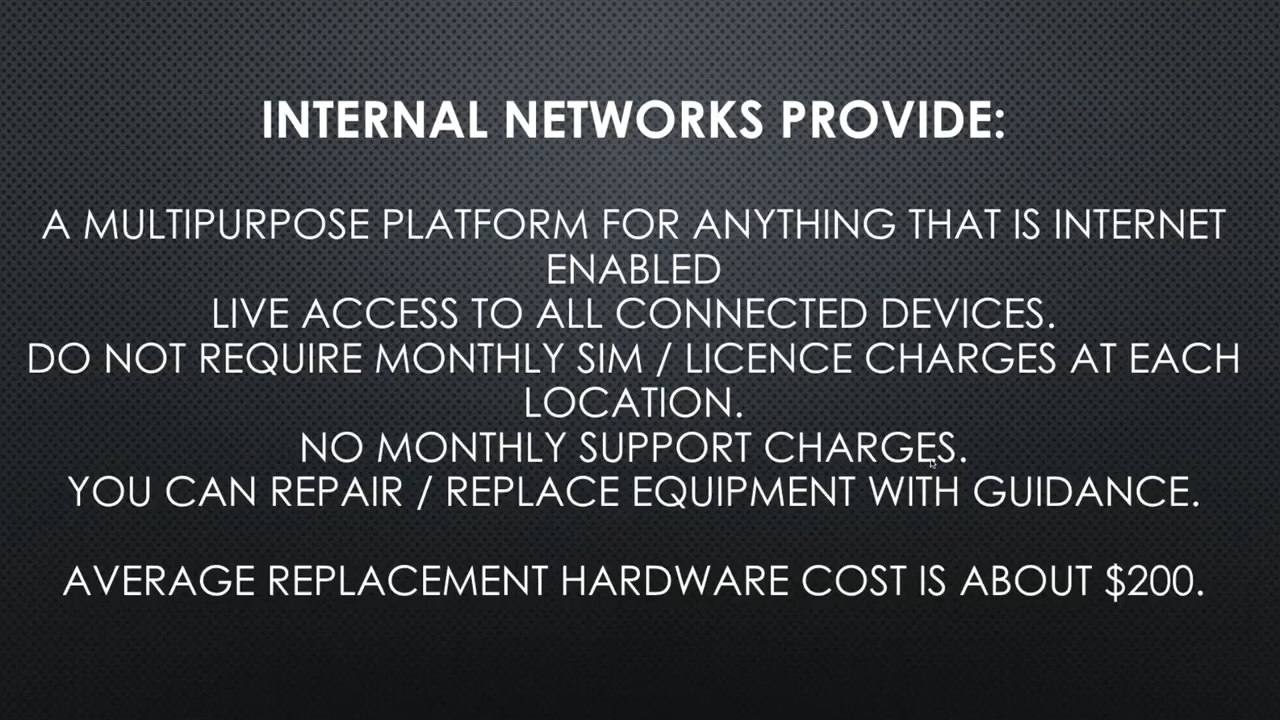 INTERNAL NETWORKS PROVIDE:
A MULTIPURPOSE PLATFORM FOR ANYTHING THAT IS INTERNET
ENABLED
LIVE ACCESS TO ALL CONNECTED DEVICES.
DO NOT REQUIRE MONTHLY SIM / LICENCE CHARGES AT EACH
LOCATION.
NO MONTHLY SUPPORT CHARGES.
YOU CAN REPAIR / REPLACE EQUIPMENT WITH GUIDANCE.
AVERAGE REPLACEMENT HARDWARE COST IS ABOUT $200.